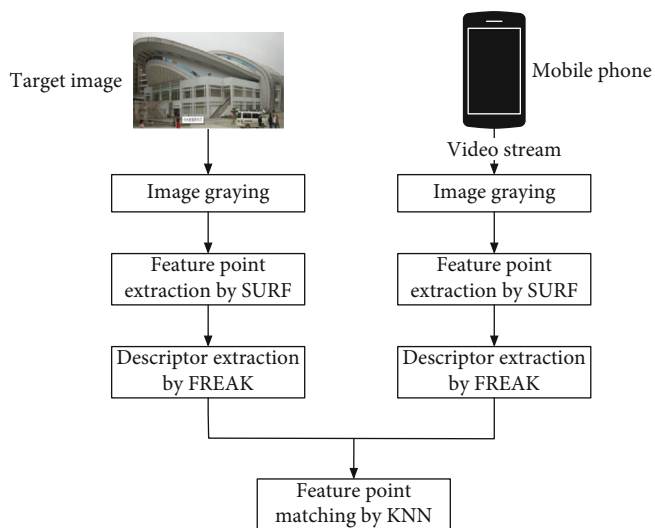 Target image
Mobile phone
Video stream
Image graying
Image graying
Feature point
extraction by SURF
Feature point
extraction by SURF
Descriptor extraction
by FREAK
Descriptor extraction
by FREAK
Feature point
matching by KNN